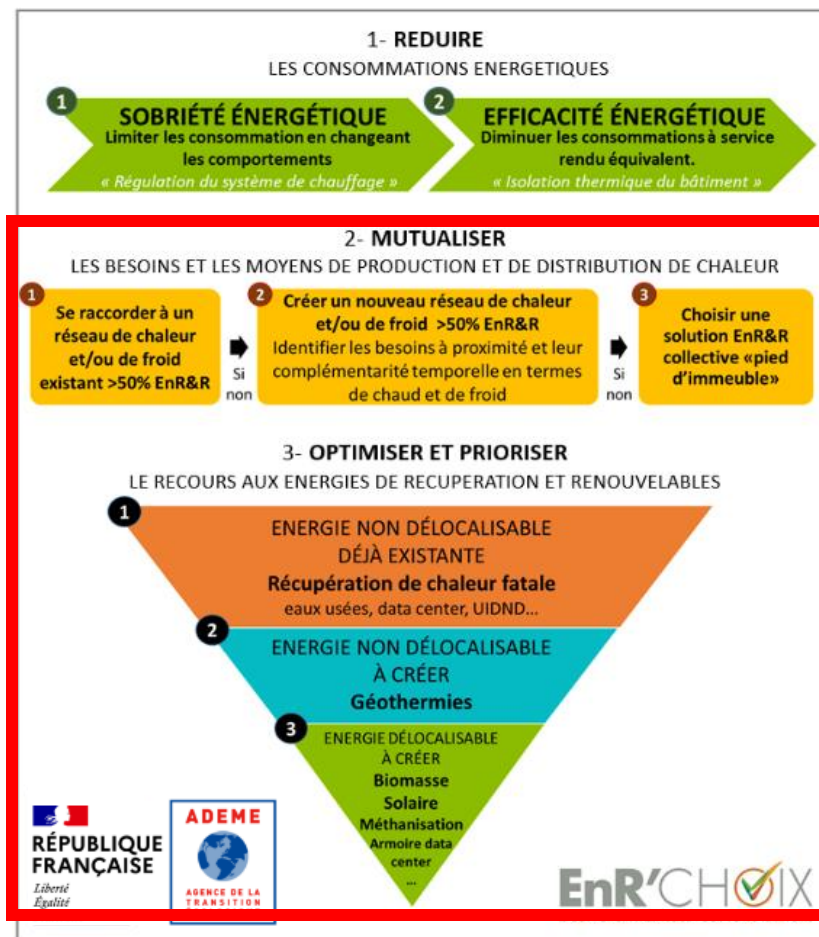 1- REDUIRE
LES CONSOMMATIONS ENERGETIQUES
1
SOBRIÉTÉ ÉNERGÉTIQUE
Limiter les consommation en changeant
les comportements
« Régulation du système de chauffage »
2
EFFICACITÉ ÉNERGÉTIQUE
Diminuer les consommations à service
rendu équivalent.
« Isolation thermique du bâtiment »
2- MUTUALISER
LES BESOINS ET LES MOYENS DE PRODUCTION ET DE DISTRIBUTION DE CHALEUR
1
Se raccorder à un
réseau de chaleur
et/ou de froid
existant >50% EnR&R
Si
non
2
Créer un nouveau réseau de chaleur
et/ou de froid >50% EnR&R
Identifier les besoins à proximité et leur
complémentarité temporelle en termes
de chaud et de froid
Si
non
3
Choisir une
solution EnR&R
collective «pied
d’immeuble»
3- OPTIMISER ET PRIORISER
LE RECOURS AUX ENERGIES DE RECUPERATION ET RENOUVELABLES
1
ENERGIE NON DÉLOCALISABLE
DÉJÀ EXISTANTE
Récupération de chaleur fatale
eaux usées, data center, UIDND...
2
ENERGIE NON DÉLOCALISABLE
À CRÉER
Géothermies
3
ENERGIE DÉLOCALISABLE
À CRÉER
Biomasse
Solaire
Méthanisation
Armoire data
center
...
RÉPUBLIQUE
FRANÇAISE
Liberté
Égalité
ADEME
AGENCE DE LA
TRANSITION
EnR’CHOIX